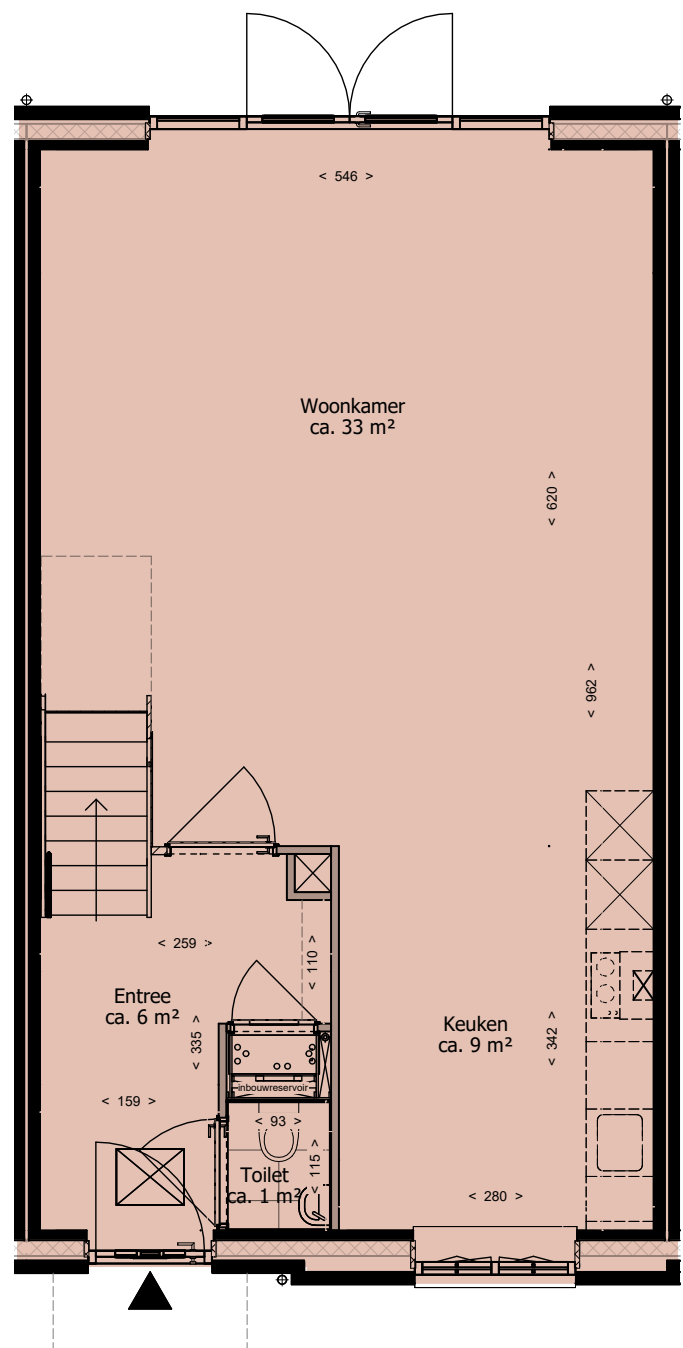 < 546 >
Woonkamer
ca. 33 m²
< 620 >
< 962 >
< 259 >
< 110 >
Entree
ca. 6 m²
< 335 >
Keuken
ca. 9 m²
< 342 >
inbouwreservoir
< 159 >
< 93 >
< 115 >
Toilet
ca. 1 m²
< 280 >